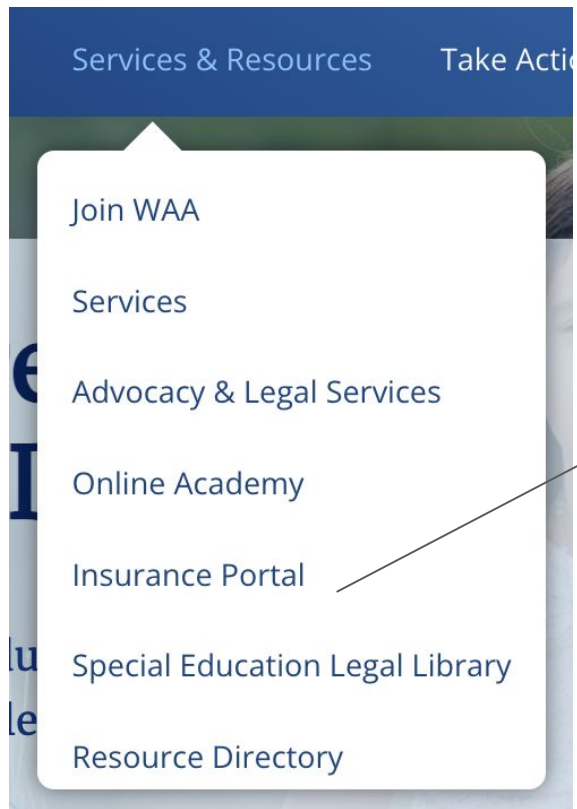 Services & Resources Take Actio
Join WAA
Services
Advocacy & Legal Services
Online Academy
Insurance Portal
Special Education Legal Library
Resource Directory